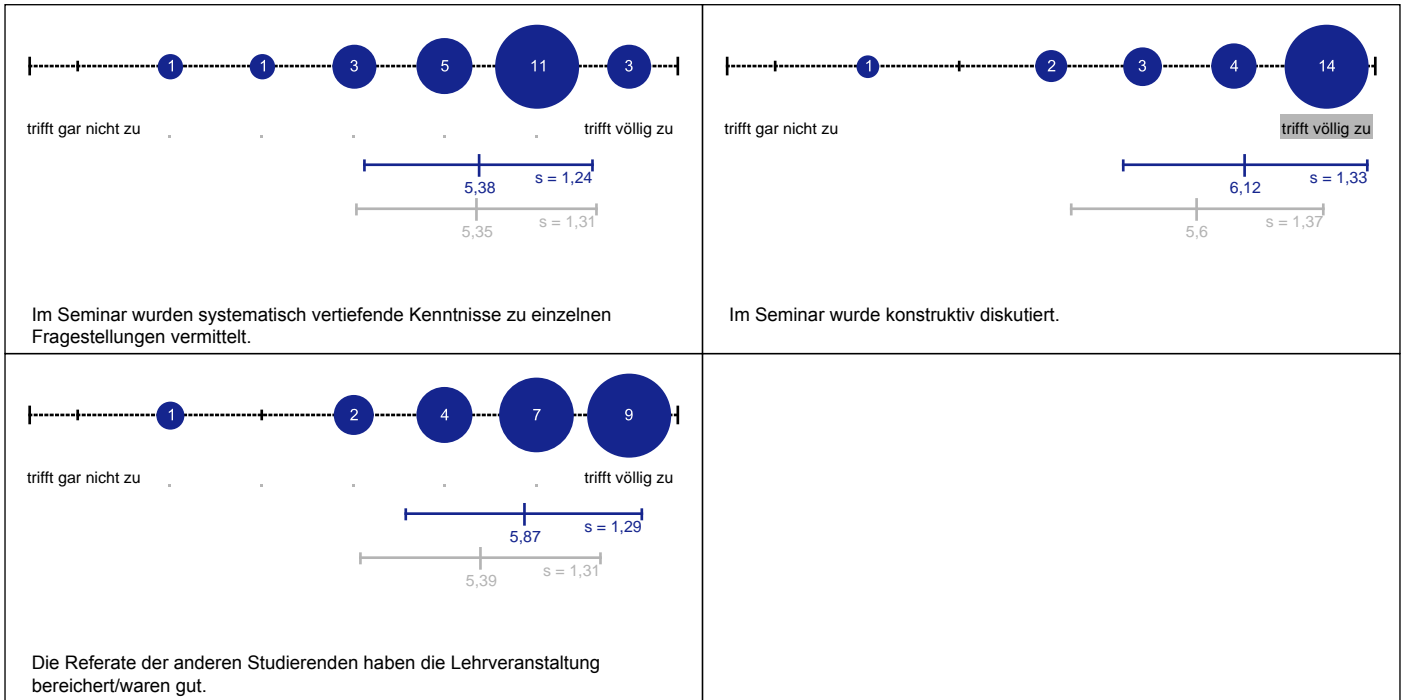 1
1
3
5
11
3
trifft gar nicht zu
trifft völlig zu
5,38
s = 1,24
5,35
s = 1,31
Im Seminar wurden systematisch vertiefende Kenntnisse zu einzelnen
Fragestellungen vermittelt.
1
2
3
4
14
trifft gar nicht zu
trifft völlig zu
6,12
s = 1,33
5,6
s = 1,37
Im Seminar wurde konstruktiv diskutiert.
1
2
4
7
9
trifft gar nicht zu
trifft völlig zu
5,87
s = 1,29
5,39
s = 1,31
Die Referate der anderen Studierenden haben die Lehrveranstaltung
bereichert/waren gut.